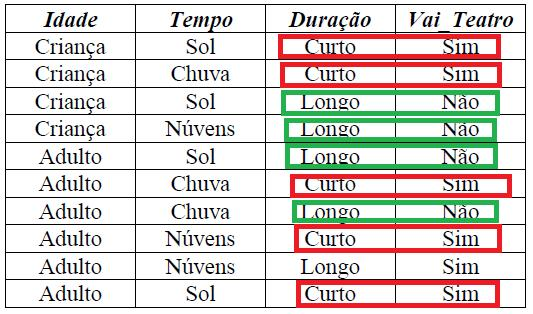 Idade Tempo Duração Vai_Teatro
Criança Sol Curto Sim
Criança Chuva Curto Sim
Criança Sol Longo Não
Criança Núvens Longo Não
Adulto Sol Longo Não
Adulto Chuva Curto Sim
Adulto Chuva Longo Não
Adulto Núvens Curto Sim
Adulto Núvens Longo Sim
Adulto Sol Curto Sim